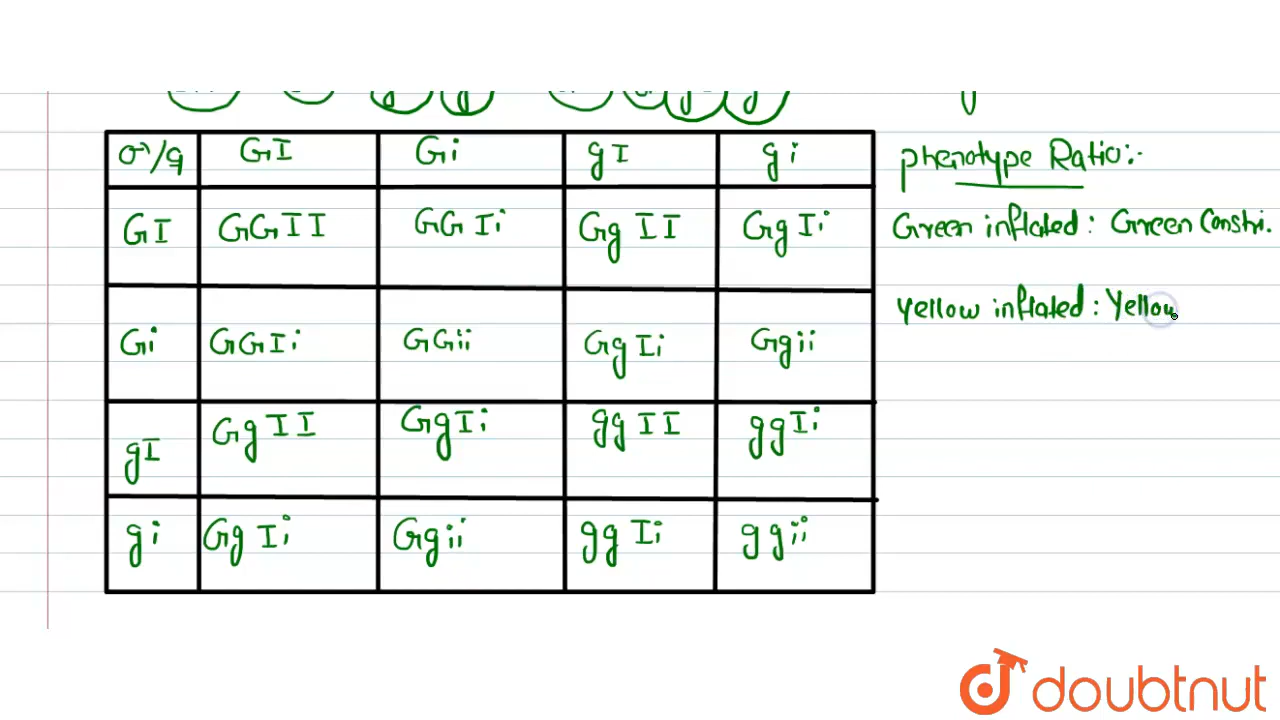 ♂/♀ GI Gi gI gi
GI GGII GGIi GgII GgIi
Gi GGIi GGii GgIi Ggii
gI GgII GgIi ggII ggIi
gi GgIi Ggii ggIi ggii
Phenotype Ratio:-
Green inflated : Green Constri.
Yellow inflated : Yellow
doubtnut